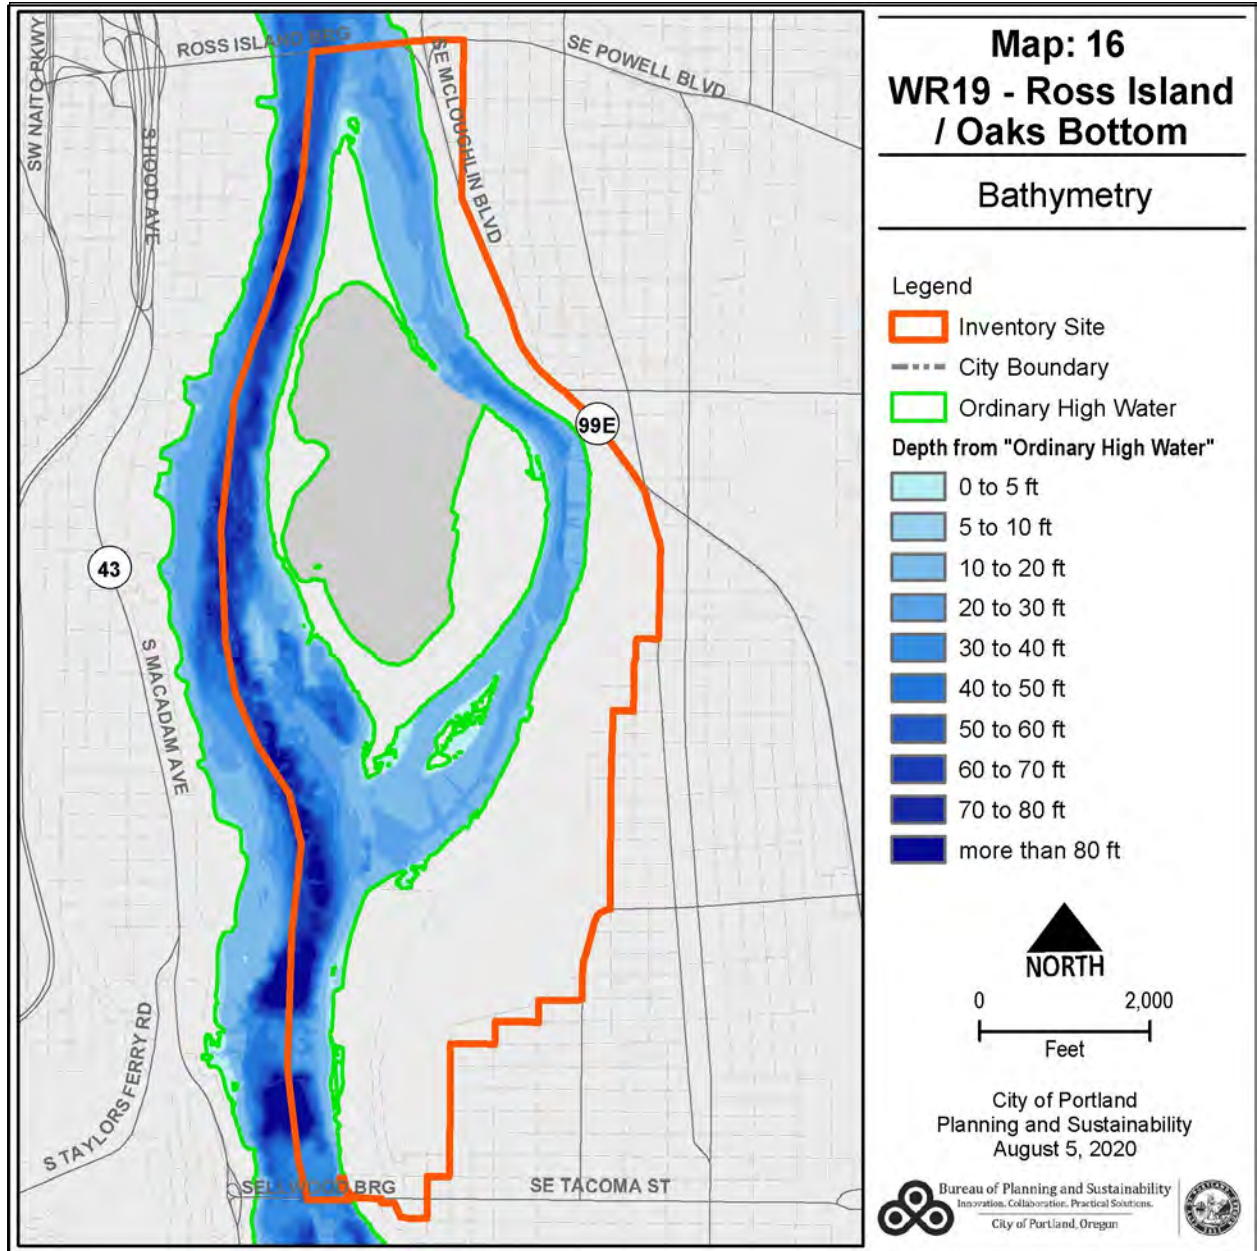 ROSS ISLAND BRG
SE POWELL BLVD
SW NAITO PKWY
S HOOD AVE
SE MCLOUGHLIN BLVD
99E
43
S MACADAM AVE
S TAYLORS FERRY RD
SELLWOOD BRG
SE TACOMA ST
Map: 16
WR19 - Ross Island
/ Oaks Bottom
Bathymetry
Legend
Inventory Site
City Boundary
Ordinary High Water
Depth from "Ordinary High Water"
0 to 5 ft
5 to 10 ft
10 to 20 ft
20 to 30 ft
30 to 40 ft
40 to 50 ft
50 to 60 ft
60 to 70 ft
70 to 80 ft
more than 80 ft
NORTH
0 2,000
Feet
City of Portland
Planning and Sustainability
August 5, 2020
Bureau of Planning and Sustainability
Innovation. Collaboration. Practical Solutions.
City of Portland, Oregon